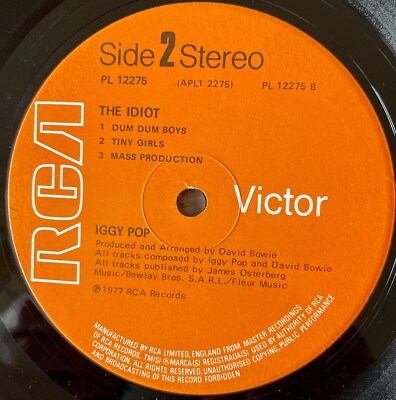 Side 2 Stereo
PL 12275 (APL1 2275) PL 12275 B
THE IDIOT
1 DUM DUM BOYS
2 TINY GIRLS
3 MASS PRODUCTION
RCA
Victor
IGGY POP
Produced and Arranged by David Bowie
All tracks composed by Iggy Pop and David Bowie
All tracks published by James Osterberg
Music/Bewlay Bros. S.A.R.L./Fleur Music
℗1977 RCA Records
MANUFACTURED BY RCA LIMITED, ENGLAND FROM MASTER RECORDINGS
OF RCA RECORDS. TM(S) ® MARCA(S) REGISTRADA(S) USED BY AUTHORITY OF RCA
CORPORATION. ALL RIGHTS RESERVED. UNAUTHORISED COPYING, PUBLIC PERFORMANCE
AND BROADCASTING OF THIS RECORD FORBIDDEN